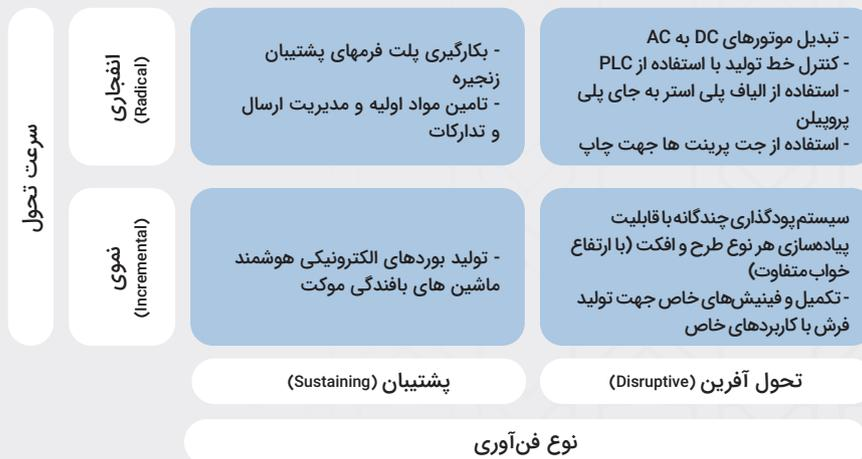 - تبدیل موتورهای DC به AC
- کنترل خط تولید با استفاده از PLC
- استفاده از الیاف پلی استر به جای پلی
پروپیلن
- استفاده از جت پرینت ها جهت چاپ
- بکارگیری پلت فرمهای پشتیبان
زنجیره
- تامین مواد اولیه و مدیریت ارسال
و تدارکات
انفجاری
(Radical)
سرعت تحول
سیستم پودگذاری چندگانه با قابلیت
پیاده‌سازی هر نوع طرح و افکت (با ارتفاع
خواب متفاوت)
- تکمیل و فینیش‌های خاص جهت تولید
فرش با کاربردهای خاص
- تولید بوردهای الکترونیکی هوشمند
ماشین های بافندگی موکت
نموی
(Incremental)
تحول آفرین (Disruptive)
پشتیبان (Sustaining)
نوع فن‌آوری